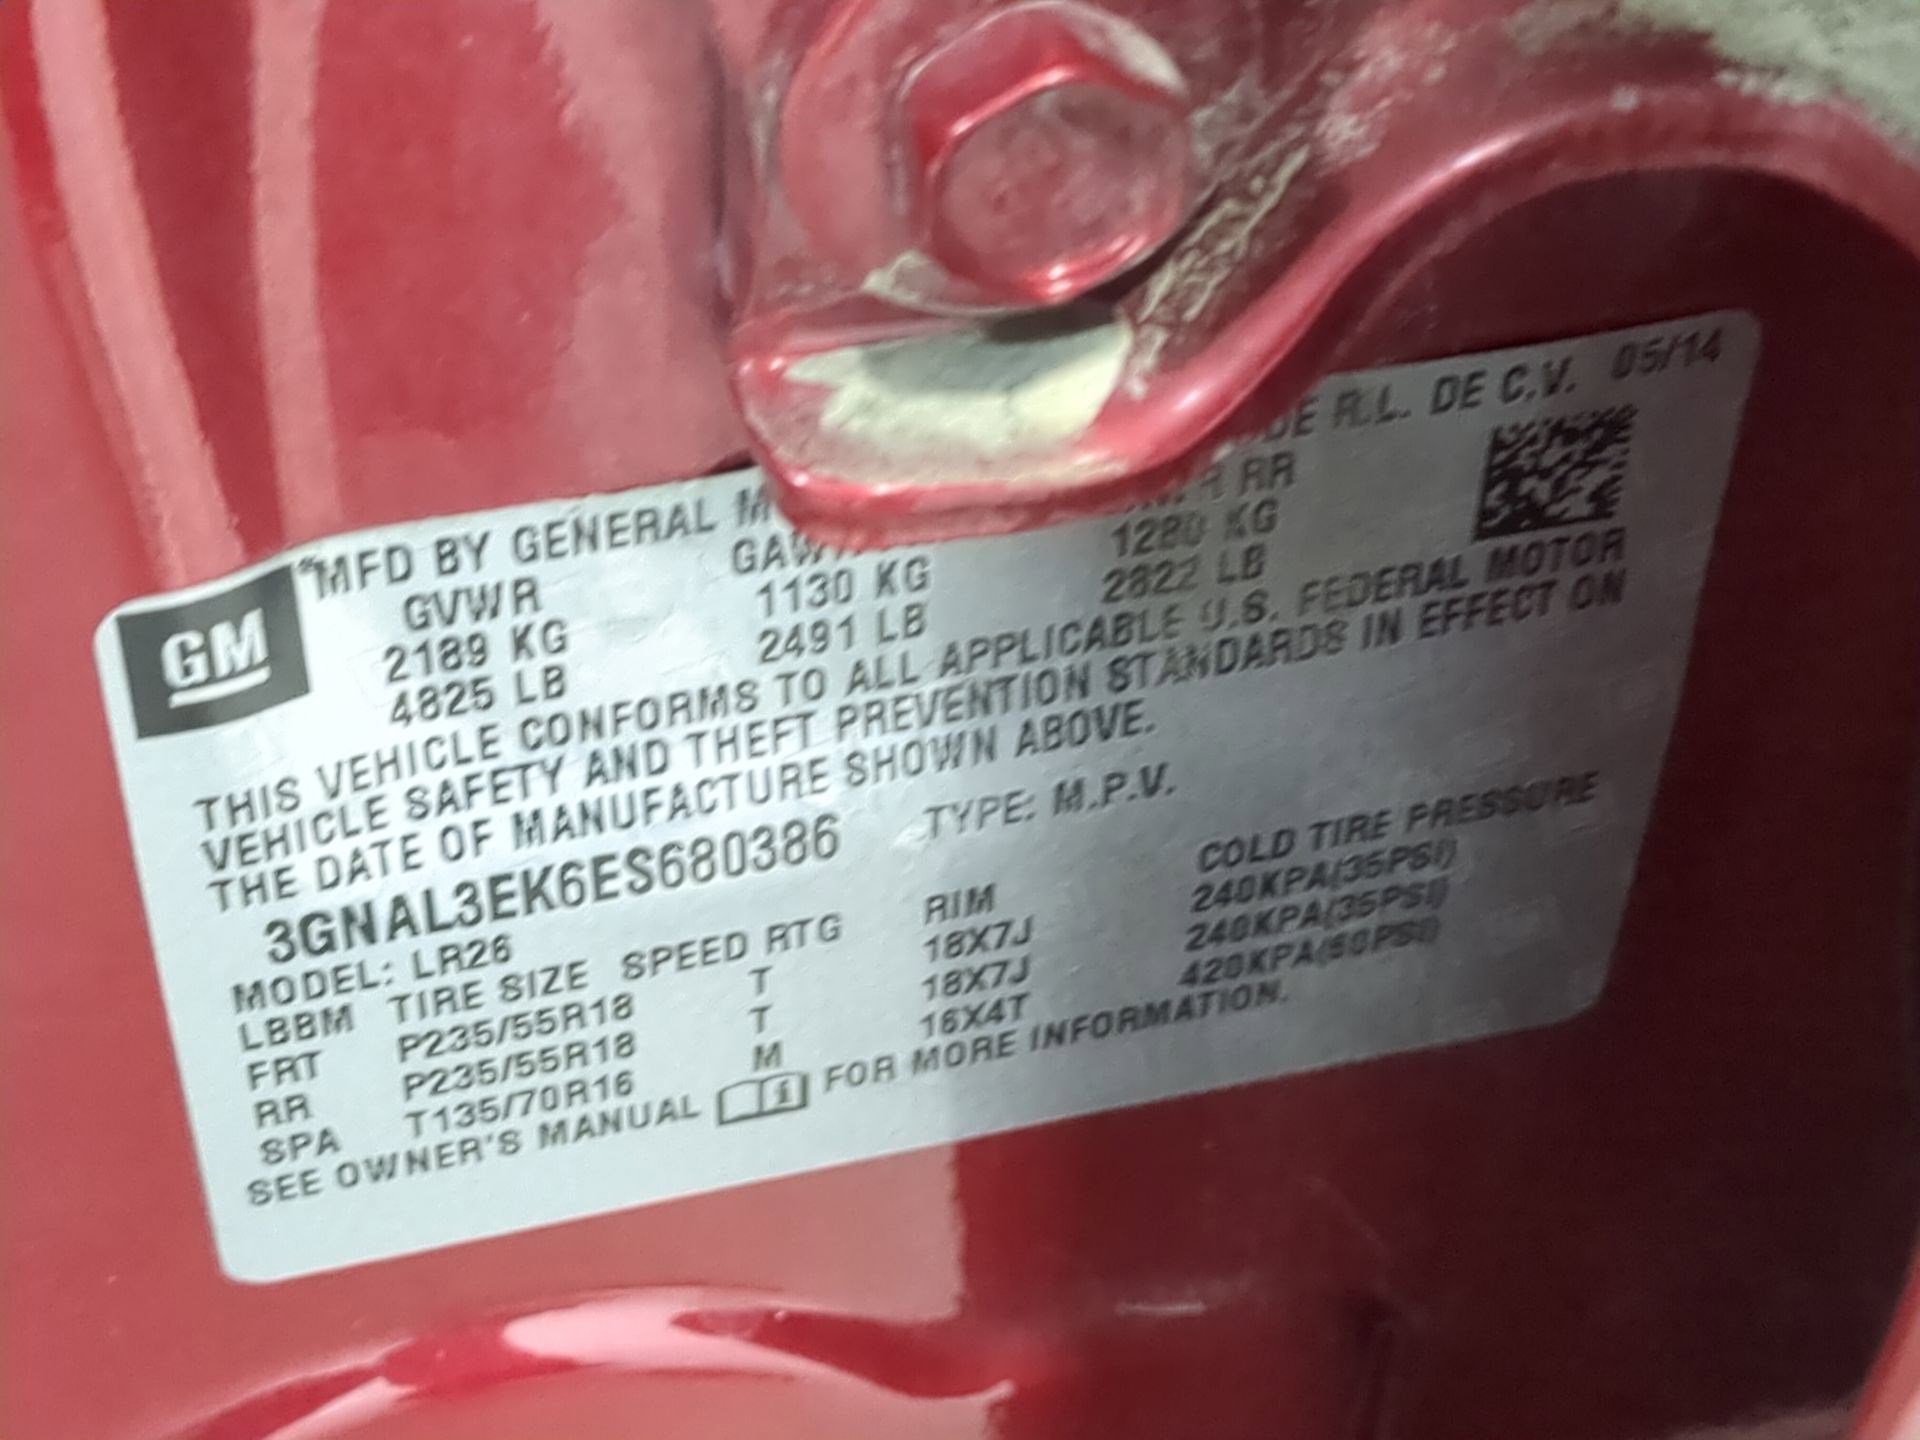 MFD BY GENERAL M DE R.L. DE C.V. 05/14
GM
GVWR RR
2189 KG 1130 KG 1280 KG
4825 LB 2491 LB 2822 LB
THIS VEHICLE CONFORMS TO ALL APPLICABLE U.S. FEDERAL MOTOR
VEHICLE SAFETY AND THEFT PREVENTION STANDARDS IN EFFECT ON
THE DATE OF MANUFACTURE SHOWN ABOVE.
3GNAL3EK6ES680386 TYPE: M.P.V.
MODEL: LR26
LBBM TIRE SIZE SPEED RTG RIM COLD TIRE PRESSURE
FRT P235/55R18 T 18X7J 240KPA(35PSI)
RR P235/55R18 T 18X7J 240KPA(35PSI)
SPA T135/70R16 M 16X4T 420KPA(60PSI)
SEE OWNER'S MANUAL FOR MORE INFORMATION.